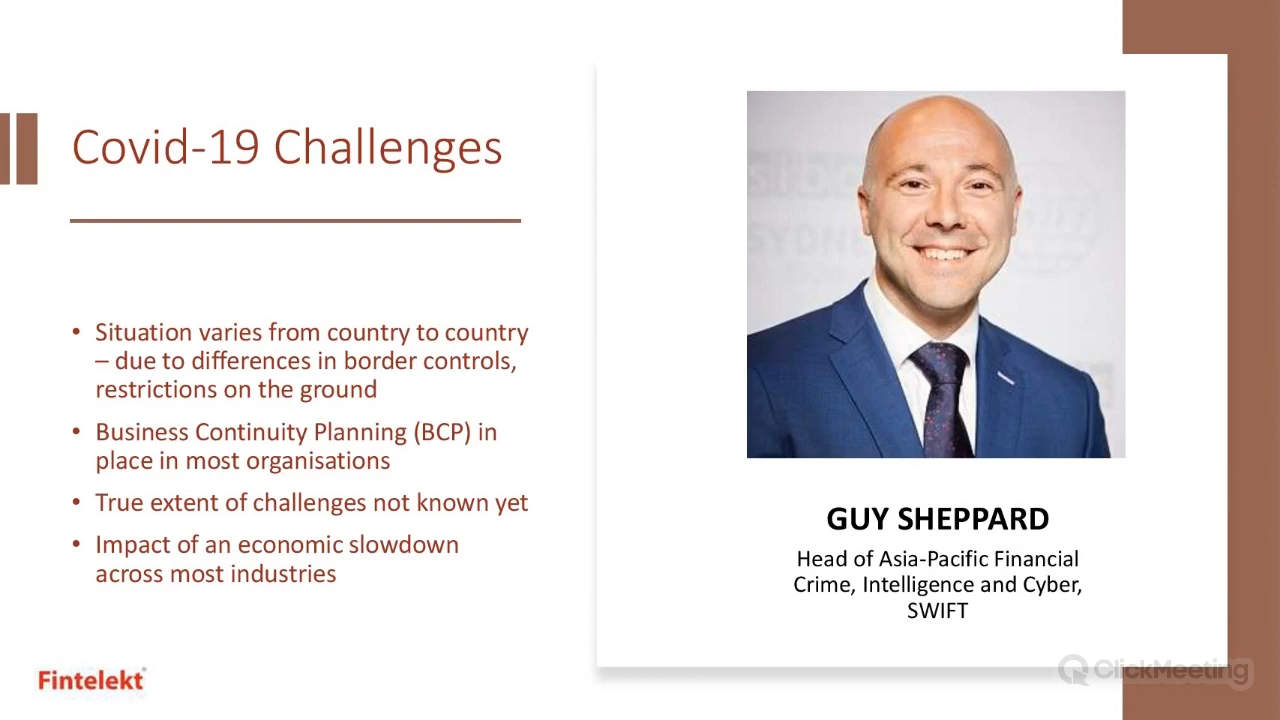 Covid-19 Challenges
• Situation varies from country to country
– due to differences in border controls,
restrictions on the ground
• Business Continuity Planning (BCP) in
place in most organisations
• True extent of challenges not known yet
• Impact of an economic slowdown
across most industries
Fintelekt
sibos
SYDNE
GUY SHEPPARD
Head of Asia-Pacific Financial
Crime, Intelligence and Cyber,
SWIFT
ClickMeeting